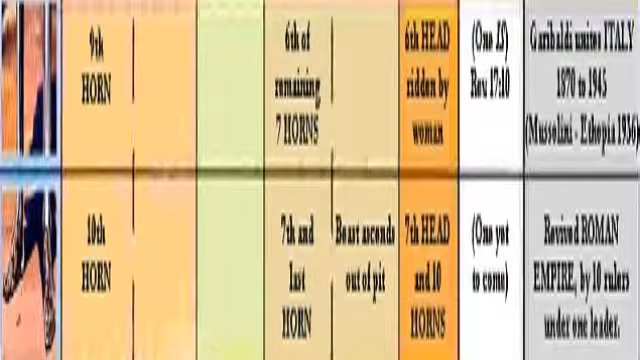 9th
HORN
6th of
remaining
7 HORNS
6th HEAD
ridden by
woman
(One IS)
Rev. 17:10
Garibaldi unites ITALY
1870 to 1945
(Mussolini - Ethopia 1936)
10th
HORN
7th and
last
HORN
Beast ascends
out of pit
7th HEAD
and 10
HORNS
(One yet
to come)
Revived ROMAN
EMPIRE, by 10 rulers
under one leader.